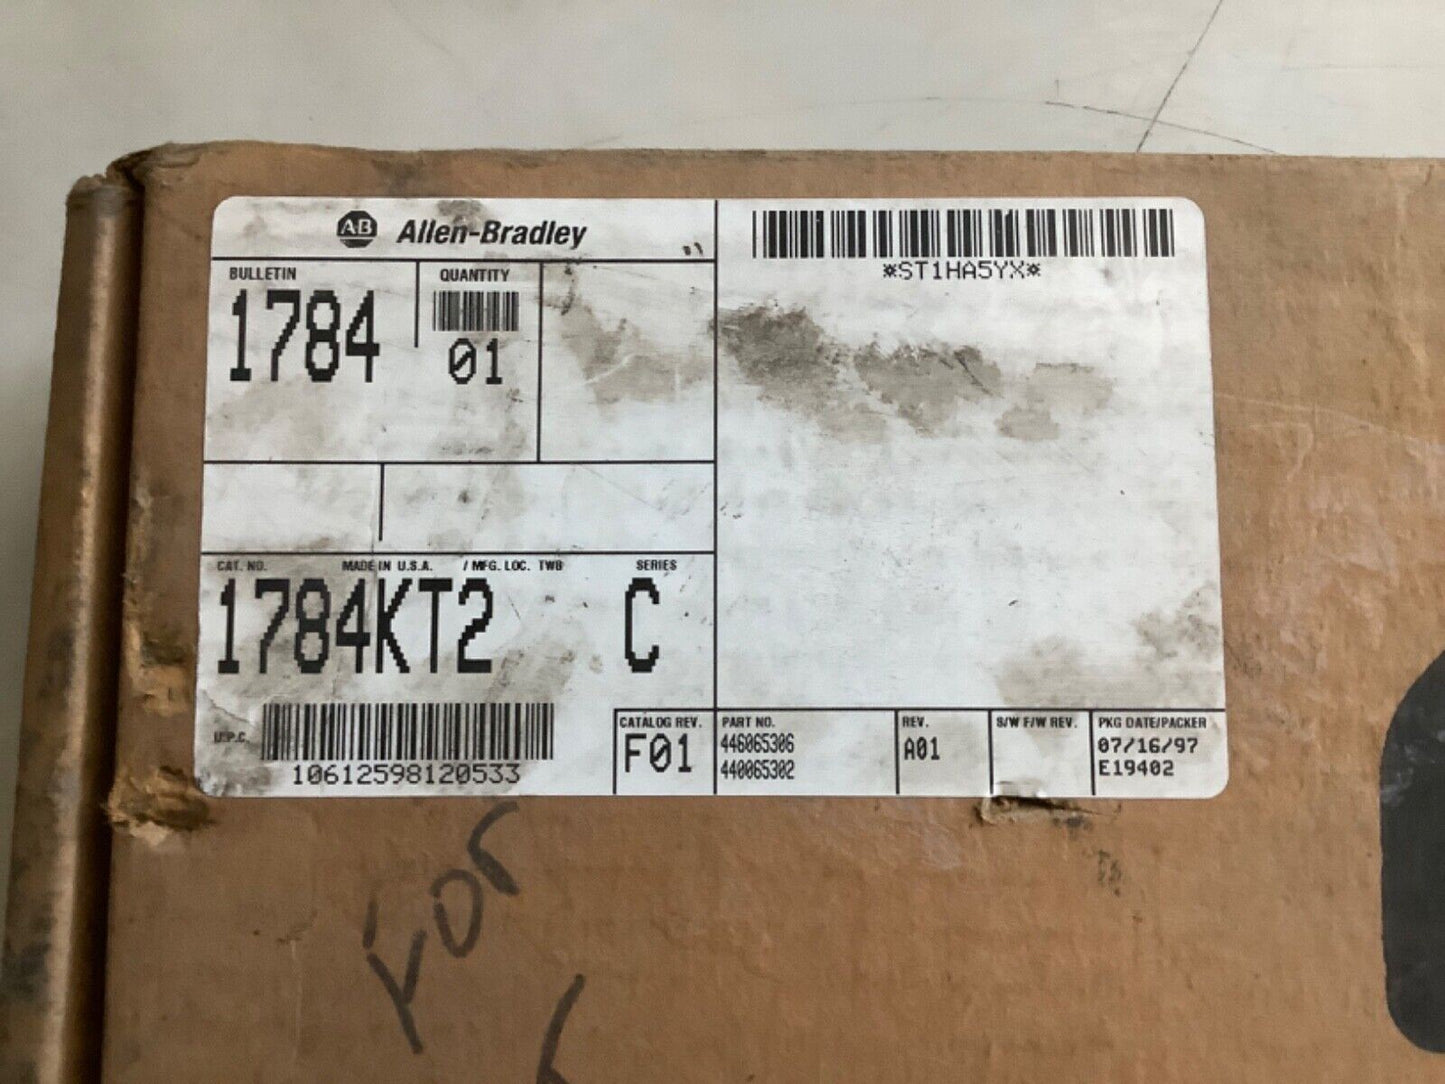 AB Allen-Bradley
*ST1HA5YX*
BULLETIN QUANTITY
1784 01
CAT. NO. MADE IN U.S.A. / MFG. LOC. TWB SERIES
1784KT2 C
U.P.C. 10612598120533
CATALOG REV. PART NO. REV. S/W F/W REV. PKG DATE/PACKER
F01 446065306 A01 07/16/97
440065302 E19402
For